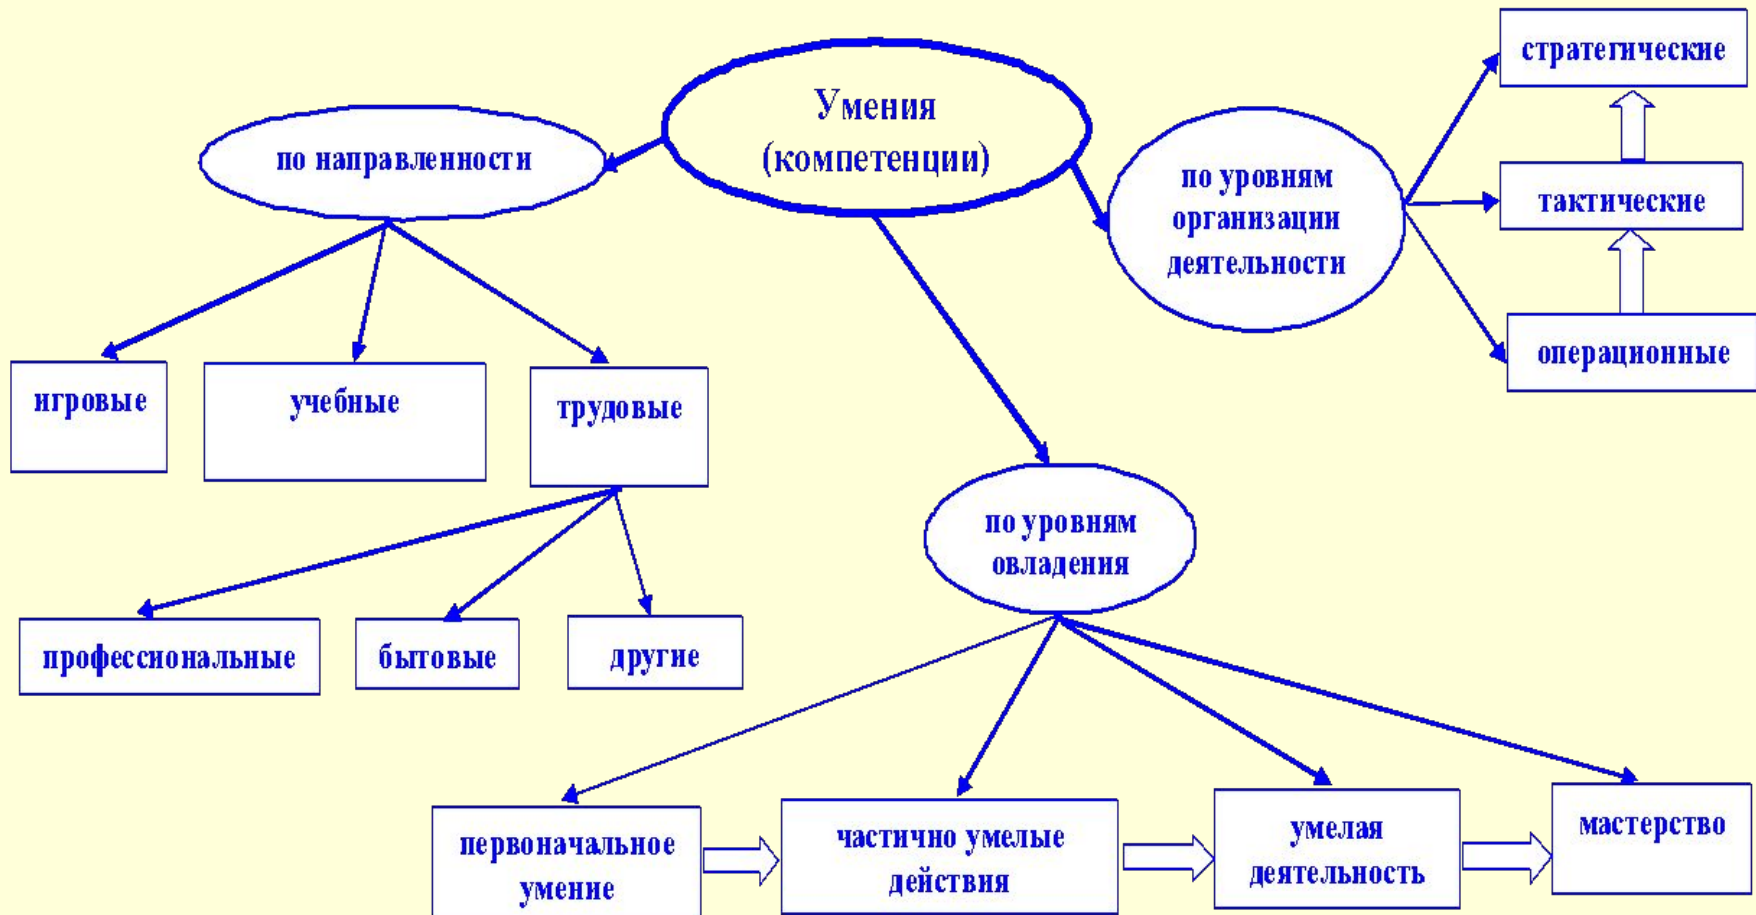 Умения
(компетенции)
по направленности
по уровням
организации
деятельности
стратегические
тактические
операционные
игровые
учебные
трудовые
профессиональные
бытовые
другие
по уровням
овладения
первоначальное
умение
частично умелые
действия
умелая
деятельность
мастерство